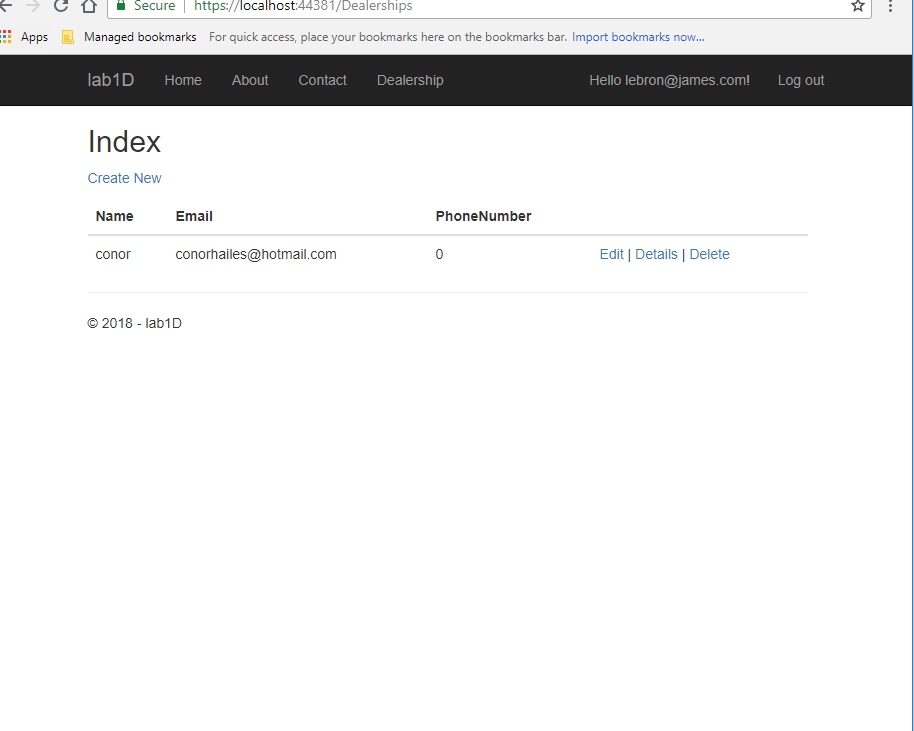 Secure https://localhost:44381/Dealerships
Apps Managed bookmarks For quick access, place your bookmarks here on the bookmarks bar. Import bookmarks now...
lab1D Home About Contact Dealership Hello lebron@james.com! Log out
Index
Create New
Name Email PhoneNumber
conor conorhailes@hotmail.com 0 Edit | Details | Delete
© 2018 - lab1D